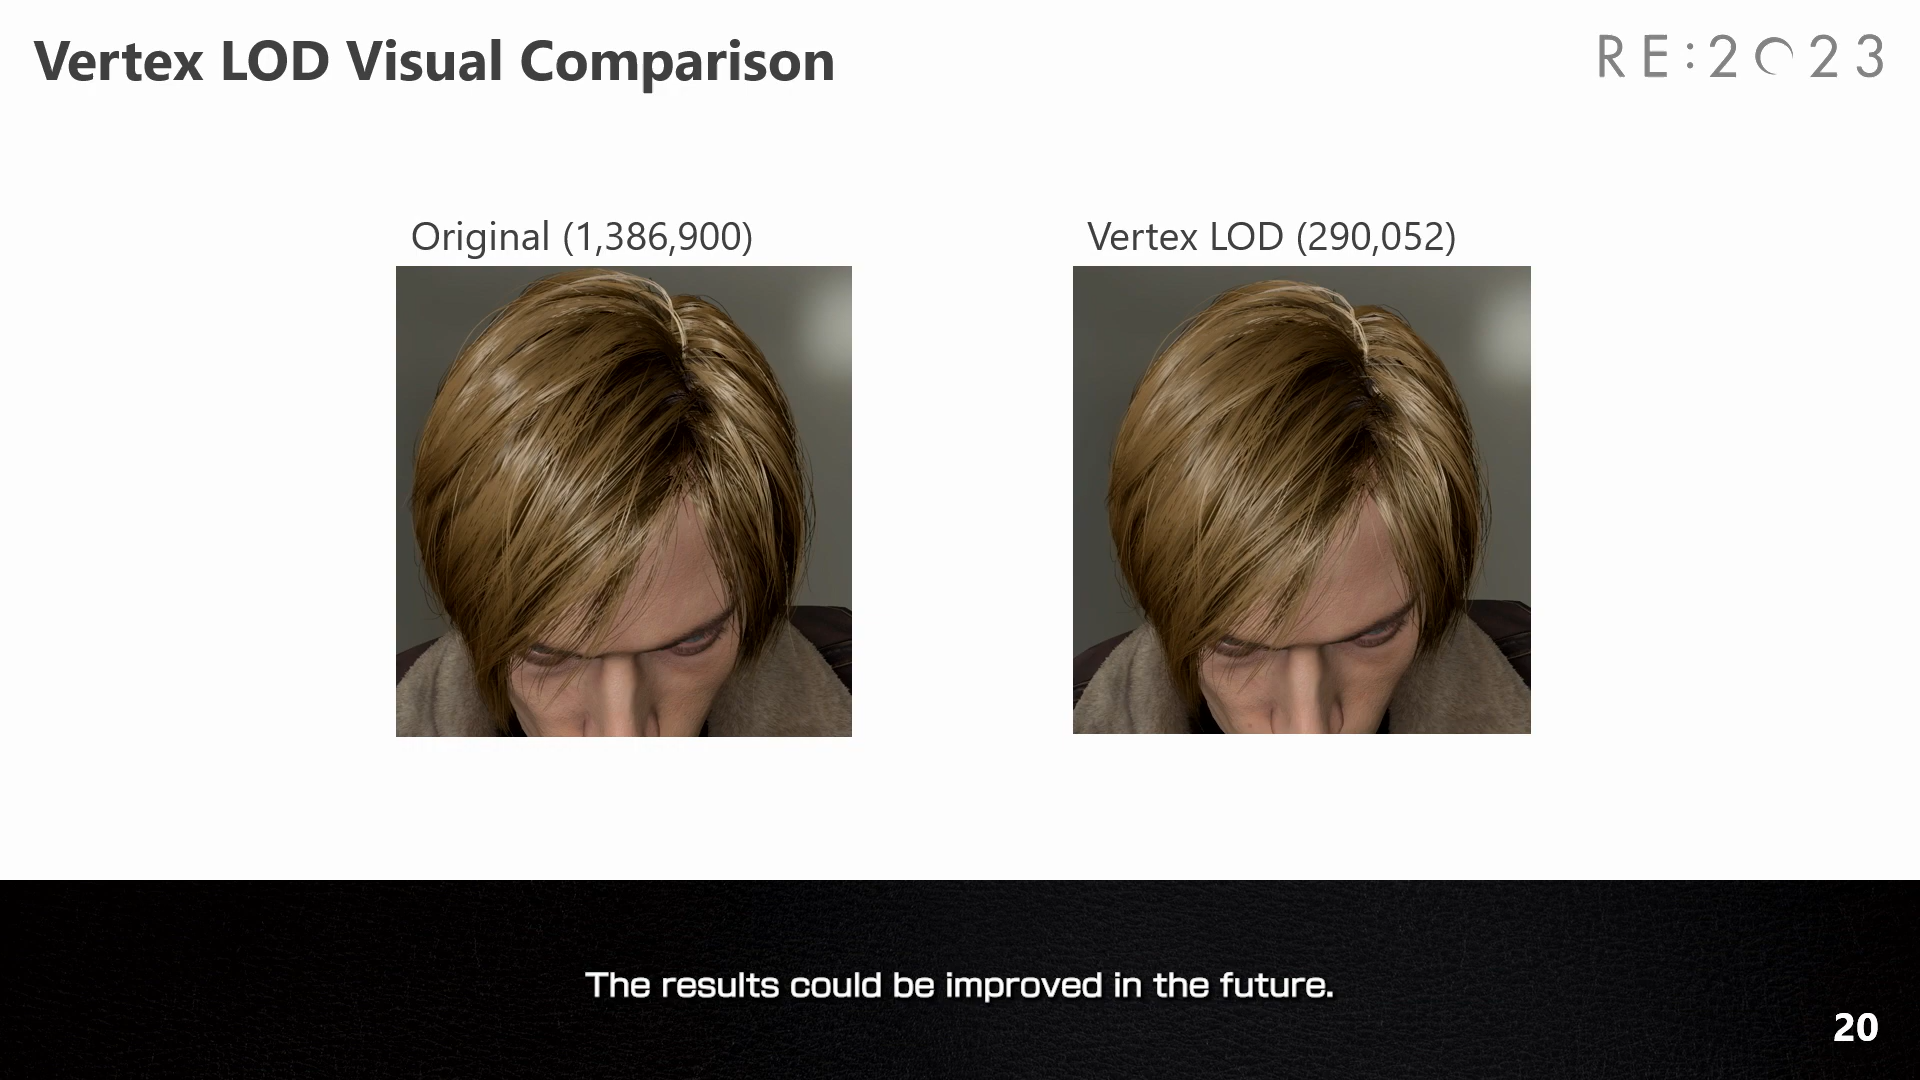 Vertex LOD Visual Comparison
RE:2023
Original (1,386,900)
Vertex LOD (290,052)
The results could be improved in the future.
20